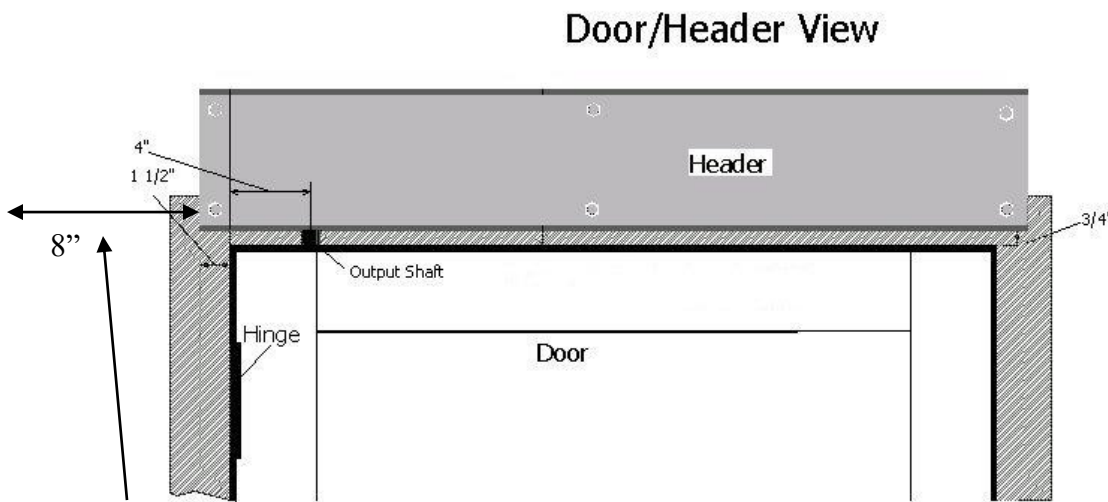 Door/Header View
4"
1 1/2"
Header
8”
3/4"
Output Shaft
Hinge
Door